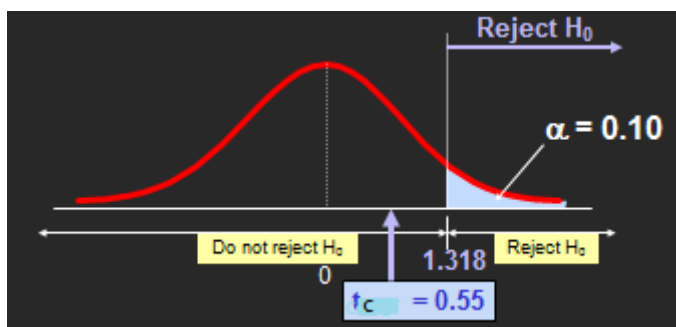 Reject H₀
α = 0.10
Do not reject H₀
Reject H₀
1.318
0
tc = 0.55